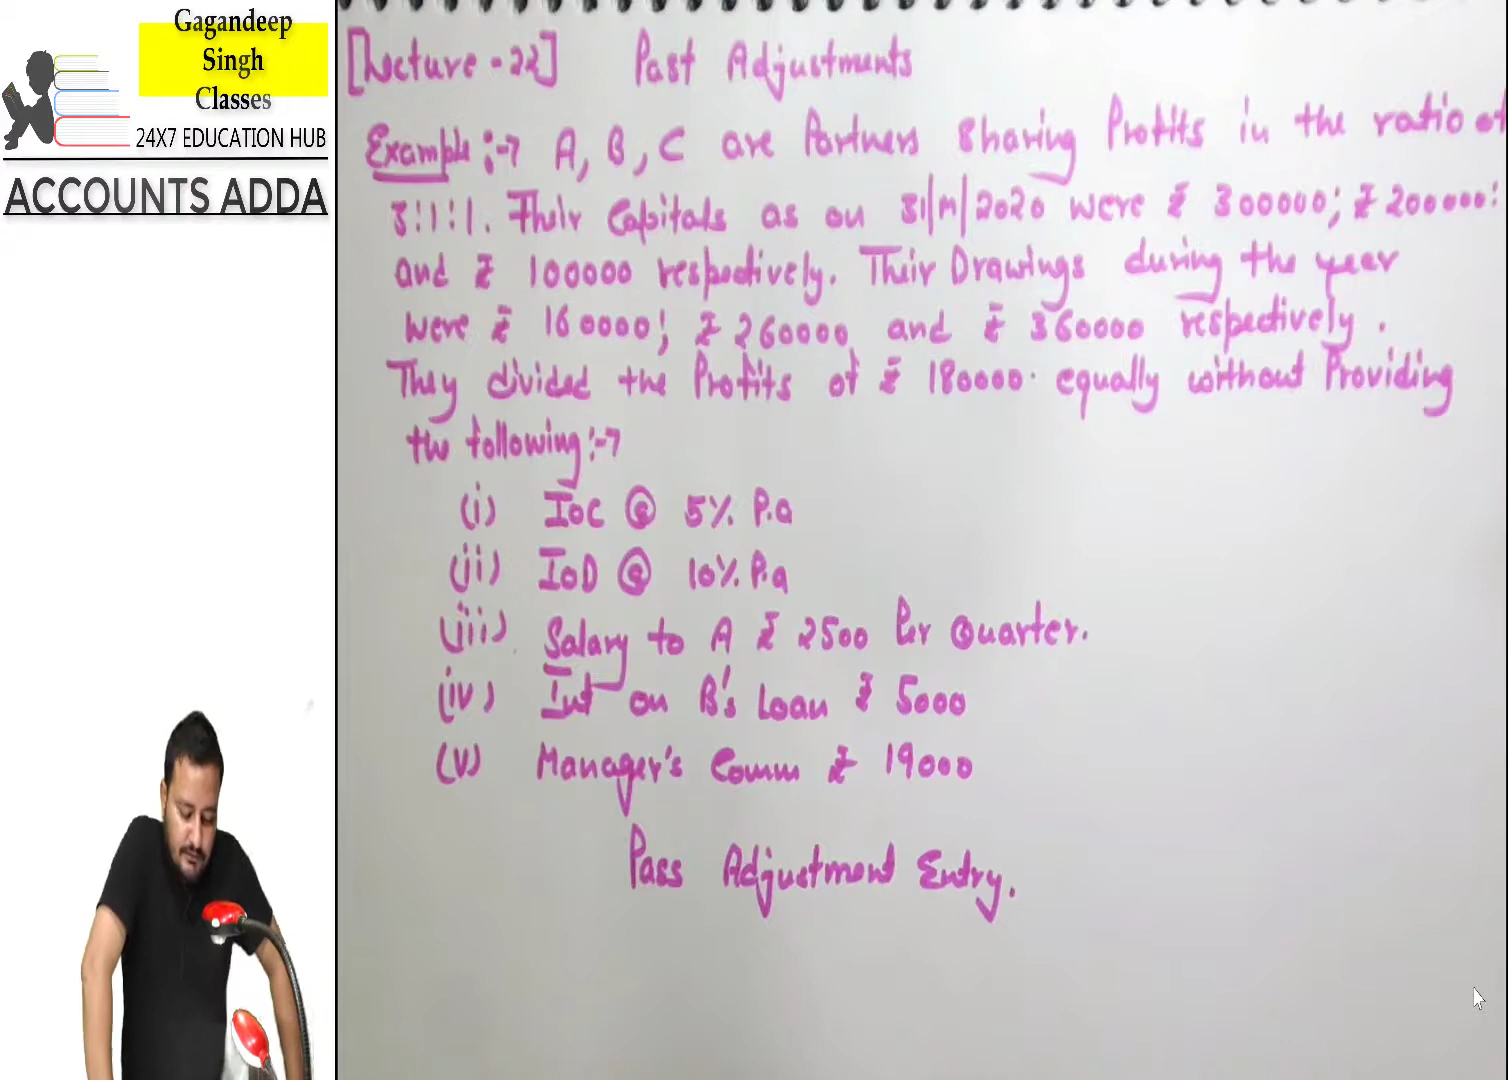 Gagandeep
Singh
Classes
24X7 EDUCATION HUB
ACCOUNTS ADDA
[Lecture-22] Past Adjustments
Example:-> A, B, C are Partners Sharing Profits in the ratio of
3:1:1. Their Capitals as on 31/M/2020 were ₹ 300000; ₹ 200000:
and ₹ 100000 respectively. Their Drawings during the year
were ₹ 160000; ₹ 260000 and ₹ 360000 respectively.
They divided the Profits of ₹ 180000. equally without Providing
the following:->
(i) IOC @ 5% P.a
(ii) IOD @ 10% P.a
(iii) Salary to A ₹ 2500 Per Quarter.
(iv) Int on B's Loan ₹ 5000
(v) Manager's Comm ₹ 19000
Pass Adjustment Entry.